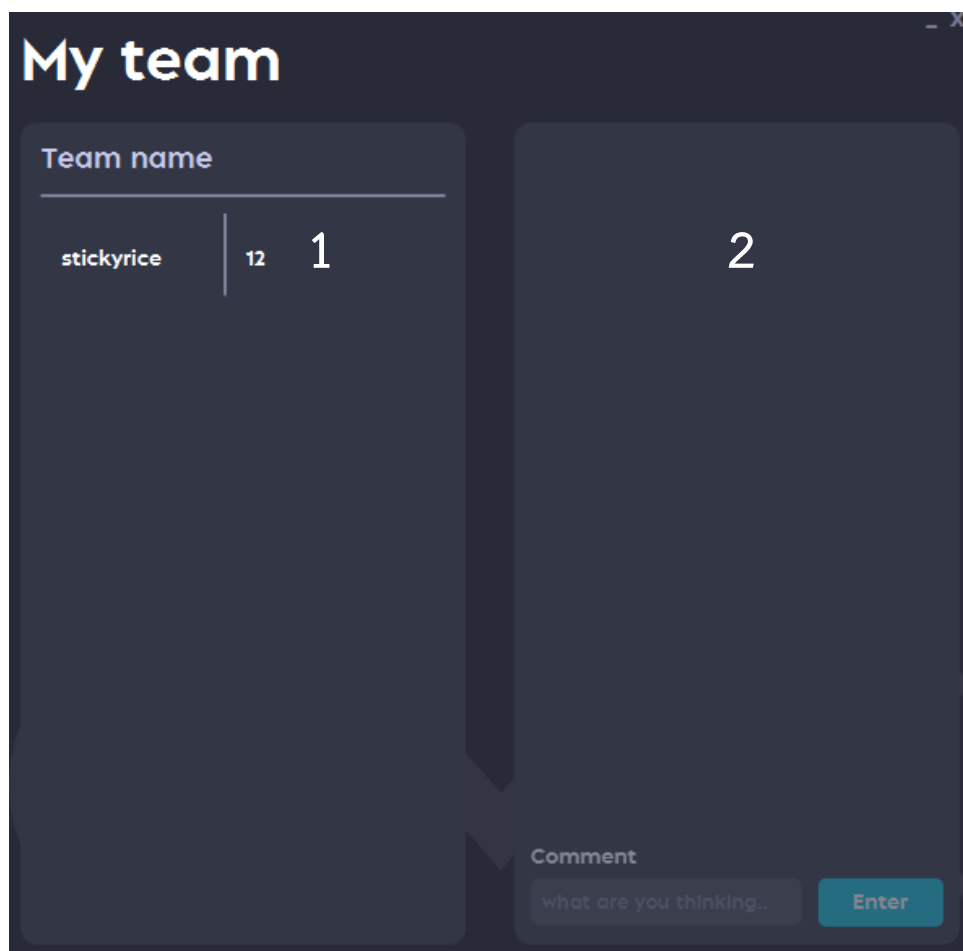 _ X
My team
Team name
stickyrice 12 1
2
Comment
what are you thinking..
Enter